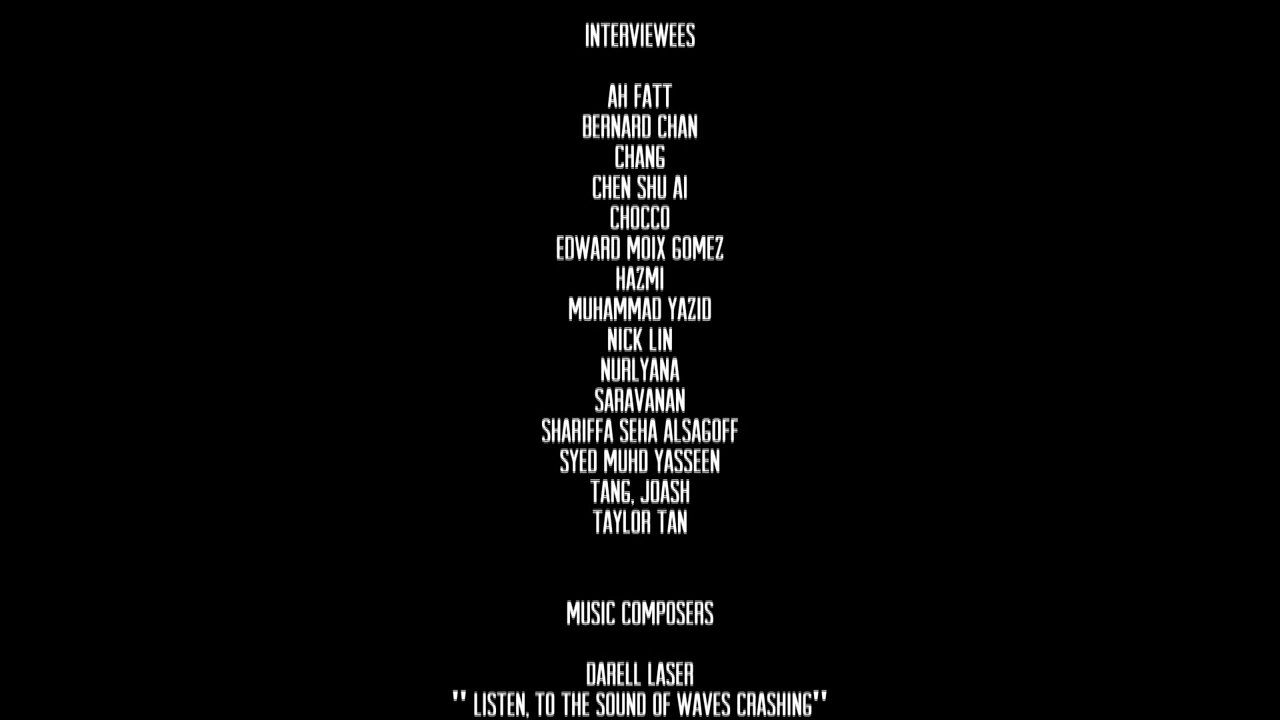 INTERVIEWEES
AH FATT
BERNARD CHAN
CHANG
CHEN SHU AI
CHOCCO
EDWARD MOIX GOMEZ
HAZMI
MUHAMMAD YAZID
NICK LIN
NURLYANA
SARAVANAN
SHARIFFA SEHA ALSAGOFF
SYED MUHD YASSEEN
TANG, JOASH
TAYLOR TAN
MUSIC COMPOSERS
DARELL LASER
" LISTEN, TO THE SOUND OF WAVES CRASHING"